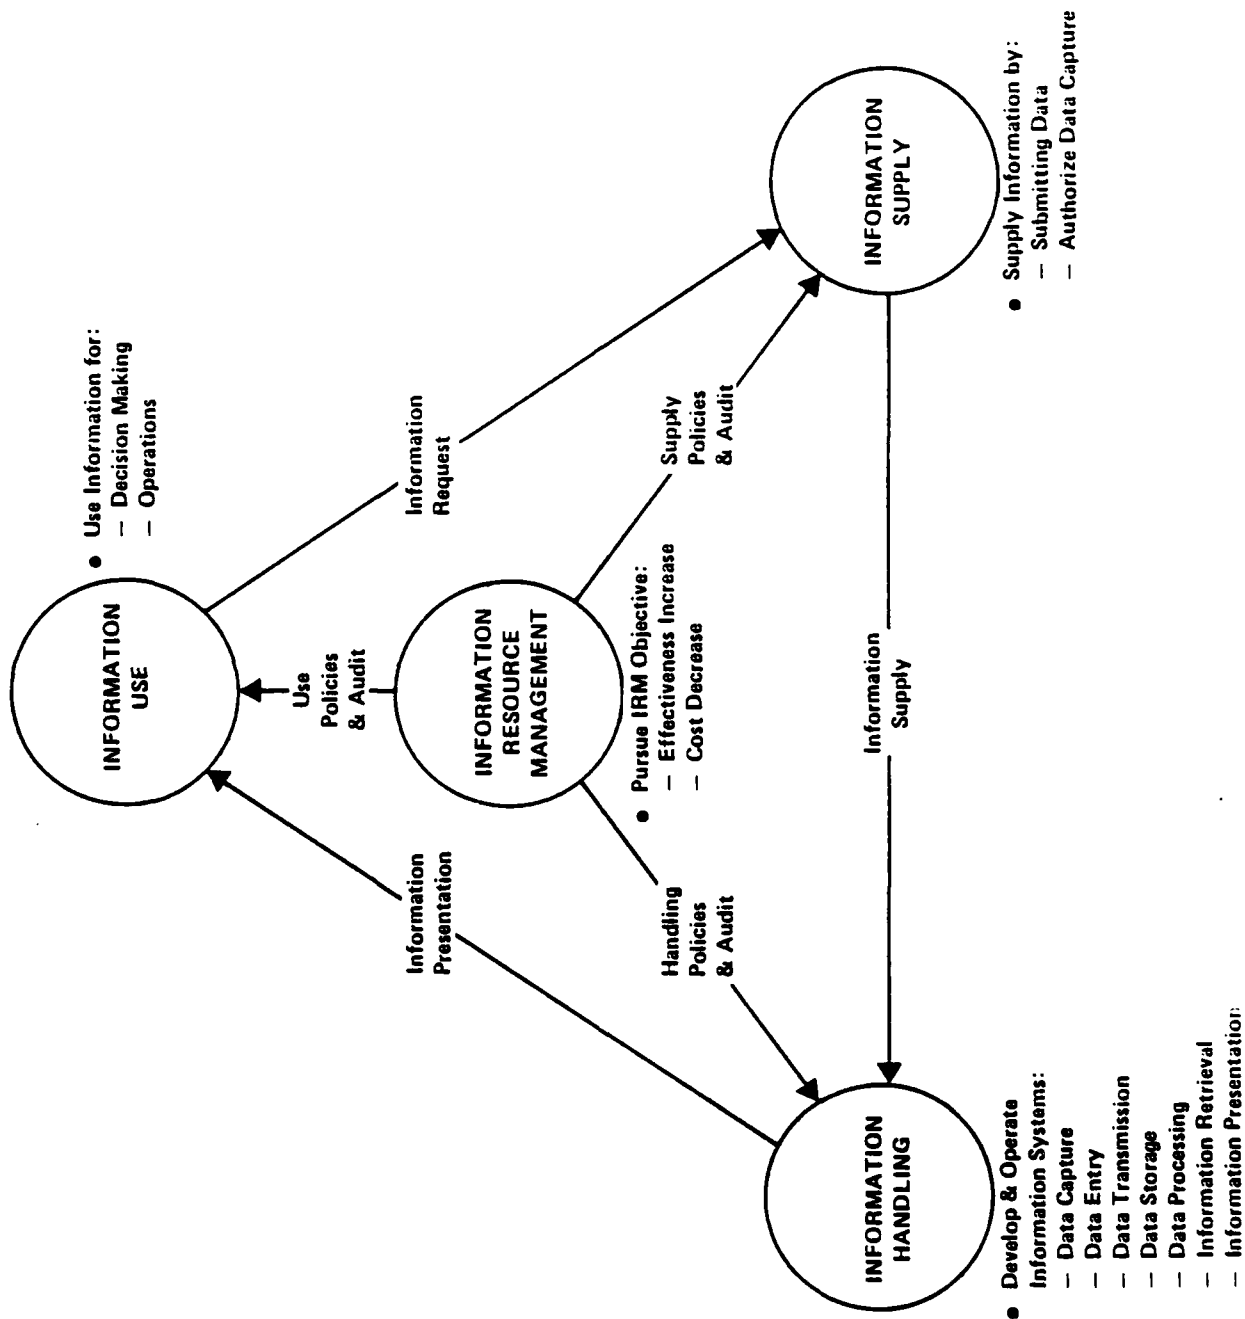 ● Use Information for:
– Decision Making
– Operations
INFORMATION
USE
Information
Presentation
Use
Policies
& Audit
Information
Request
INFORMATION
RESOURCE
MANAGEMENT
● Pursue IRM Objective:
– Effectiveness Increase
– Cost Decrease
Handling
Policies
& Audit
Supply
Policies
& Audit
INFORMATION
HANDLING
Information
Supply
INFORMATION
SUPPLY
● Develop & Operate
Information Systems:
– Data Capture
– Data Entry
– Data Transmission
– Data Storage
– Data Processing
– Information Retrieval
– Information Presentation
● Supply Information by:
– Submitting Data
– Authorize Data Capture